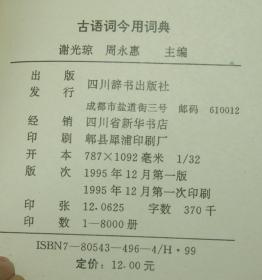 古语词今用词典
谢光琼 周永惠 主编
出版
发行 四川辞书出版社
成都市盐道街三号 邮码 610012
经销 四川省新华书店
印刷 郫县犀浦印刷厂
开本 787×1092毫米 1/32
版次 1995年12月第一版
1995年12月第一次印刷
印张 12.0625 字数 370千
印数 1—8000册
ISBN7—80543—496—4/H·99
定价：12.00元